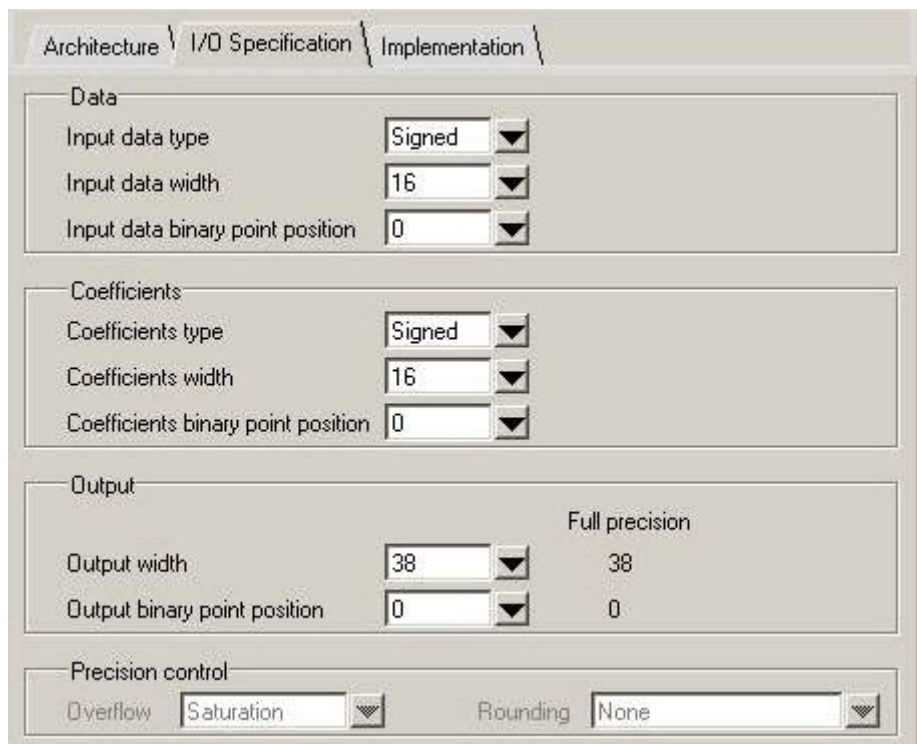 Architecture I/O Specification Implementation
Data
Input data type Signed
Input data width 16
Input data binary point position 0
Coefficients
Coefficients type Signed
Coefficients width 16
Coefficients binary point position 0
Output
Full precision
Output width 38 38
Output binary point position 0 0
Precision control
Overflow Saturation Rounding None